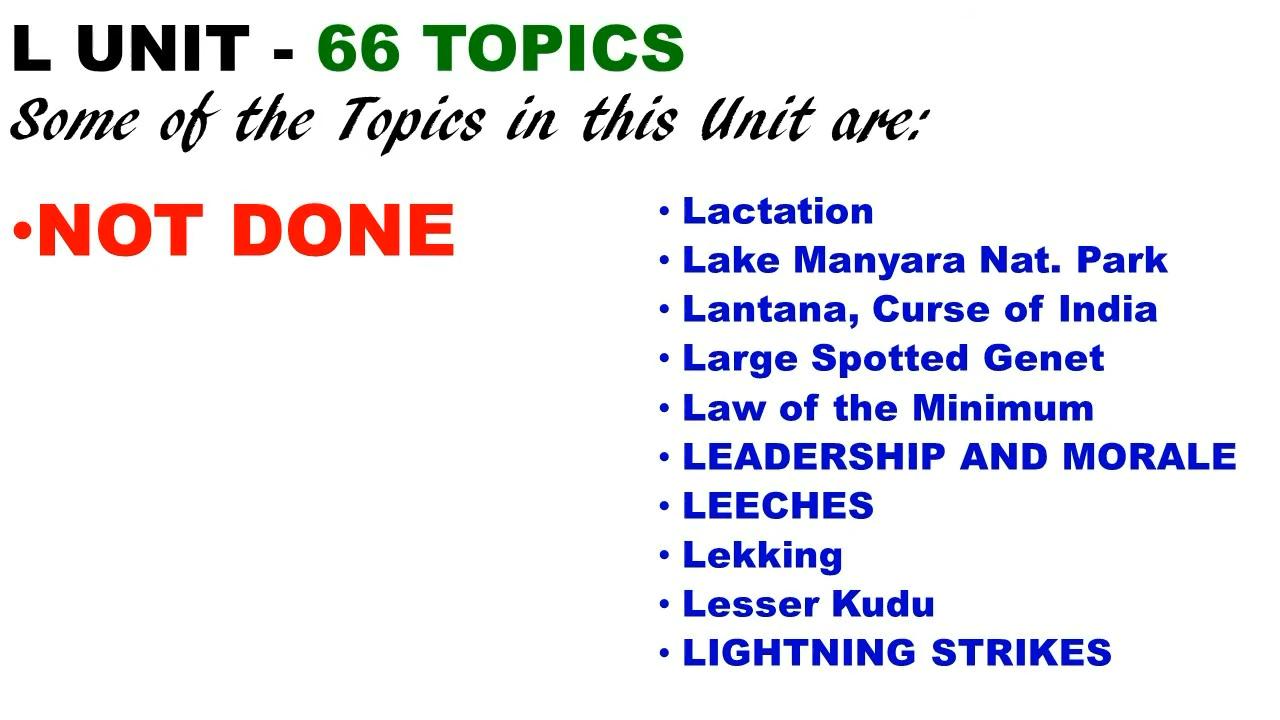 L UNIT - 66 TOPICS
Some of the Topics in this Unit are:
•NOT DONE
• Lactation
• Lake Manyara Nat. Park
• Lantana, Curse of India
• Large Spotted Genet
• Law of the Minimum
• LEADERSHIP AND MORALE
• LEECHES
• Lekking
• Lesser Kudu
• LIGHTNING STRIKES